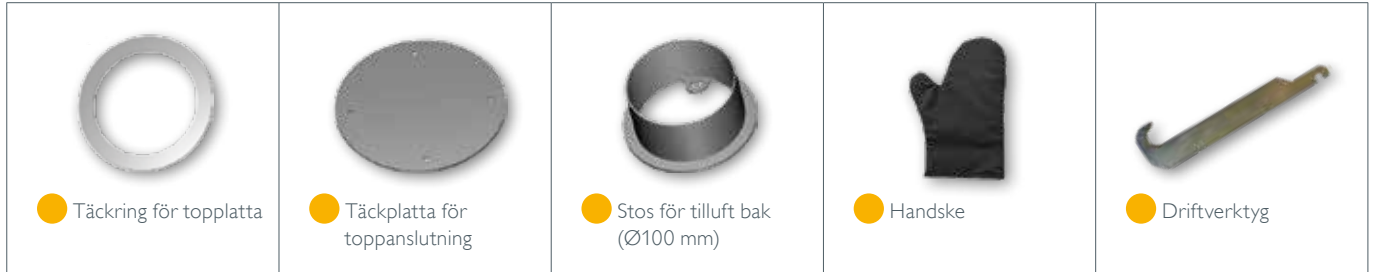 Täckring för topplatta
Täckplatta för
toppanslutning
Stos för tilluft bak
(Ø100 mm)
Handske
Driftverktyg